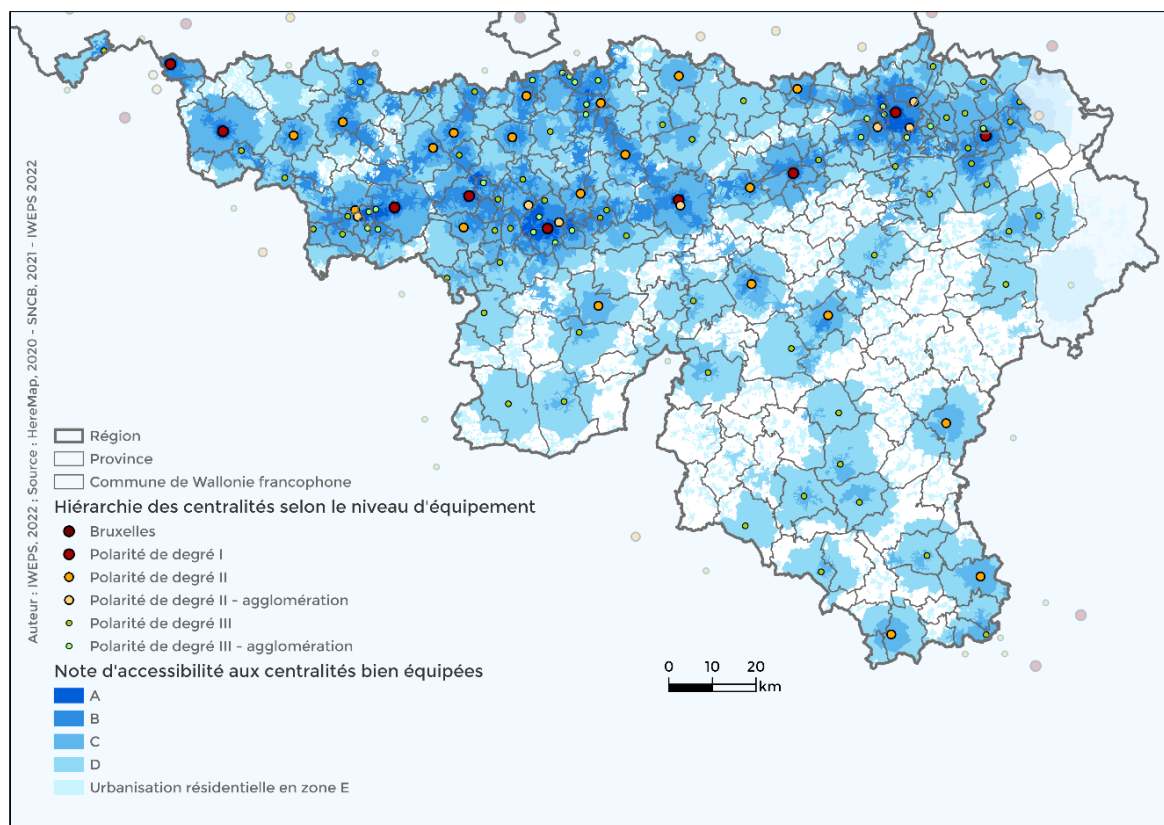 Auteur : IWEPS, 2022 ; Source : HereMap, 2020 - SNCB, 2021 - IWEPS 2022
Région
Province
Commune de Wallonie francophone
Hiérarchie des centralités selon le niveau d'équipement
Bruxelles
Polarité de degré I
Polarité de degré II
Polarité de degré II - agglomération
Polarité de degré III
Polarité de degré III - agglomération
Note d'accessibilité aux centralités bien équipées
A
B
C
D
Urbanisation résidentielle en zone E
0 10 20
km